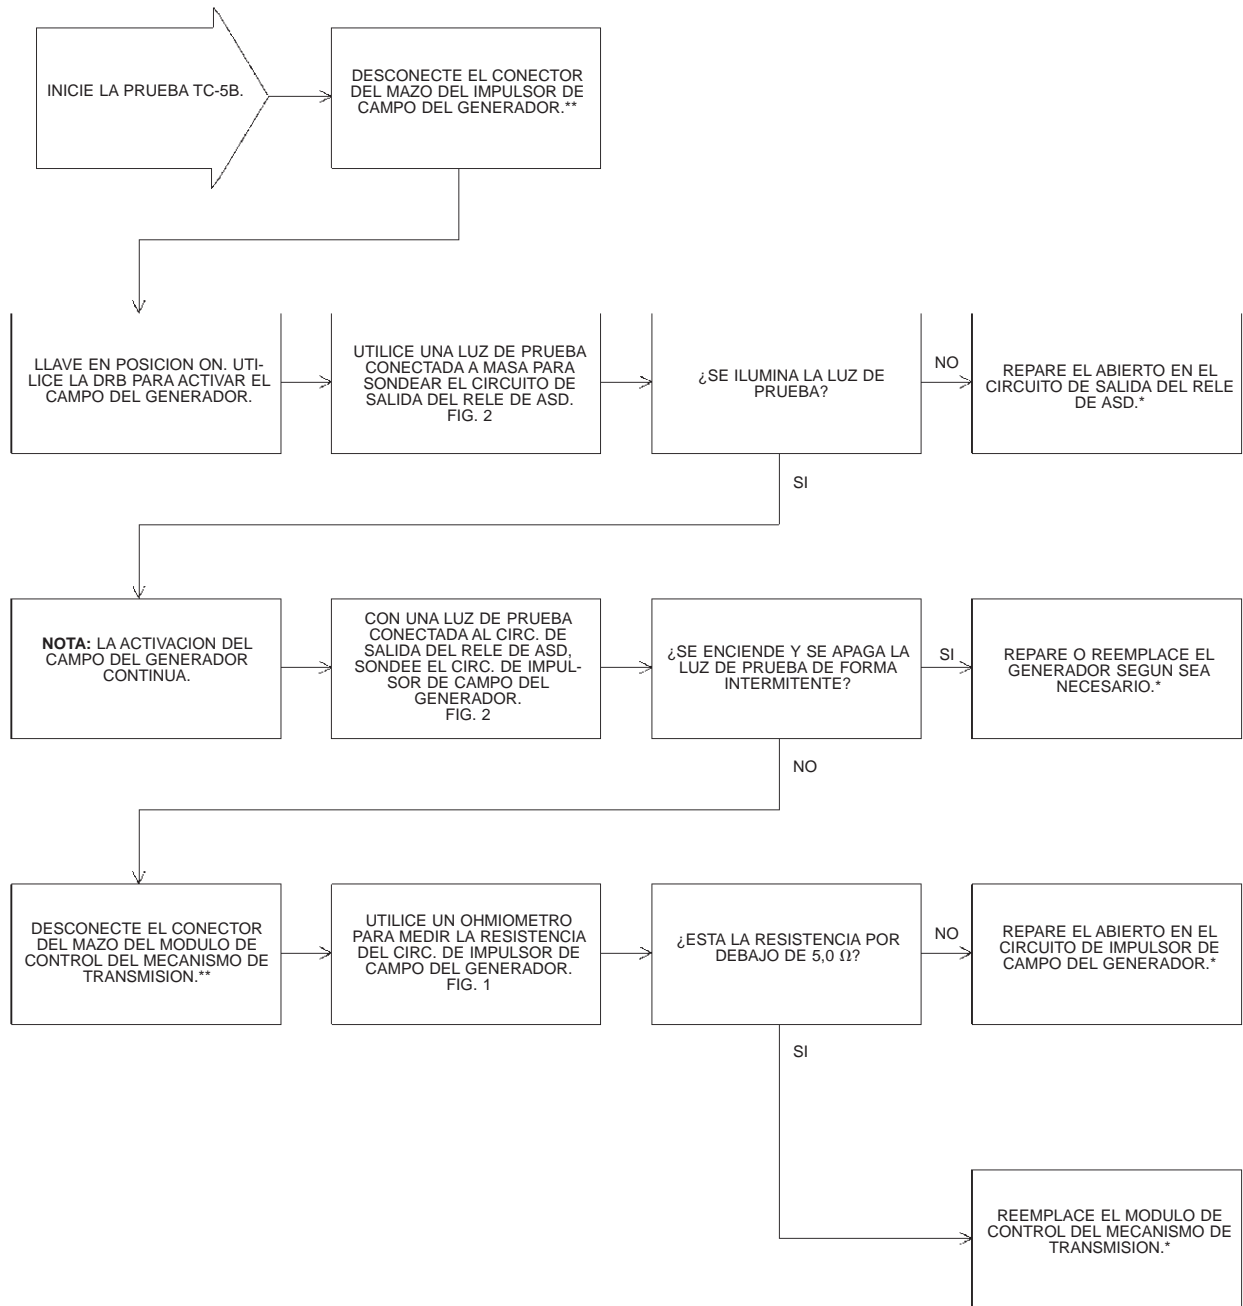 INICIE LA PRUEBA TC-5B.
DESCONECTE EL CONECTOR
DEL MAZO DEL IMPULSOR DE
CAMPO DEL GENERADOR.**
LLAVE EN POSICION ON. UTI-
LICE LA DRB PARA ACTIVAR EL
CAMPO DEL GENERADOR.
UTILICE UNA LUZ DE PRUEBA
CONECTADA A MASA PARA
SONDEAR EL CIRCUITO DE
SALIDA DEL RELE DE ASD.
FIG. 2
¿SE ILUMINA LA LUZ DE
PRUEBA?
NO
REPARE EL ABIERTO EN EL
CIRCUITO DE SALIDA DEL RELE
DE ASD.*
SI
NOTA: LA ACTIVACION DEL
CAMPO DEL GENERADOR
CONTINUA.
CON UNA LUZ DE PRUEBA
CONECTADA AL CIRC. DE
SALIDA DEL RELE DE ASD,
SONDEE EL CIRC. DE IMPUL-
SOR DE CAMPO DEL
GENERADOR.
FIG. 2
¿SE ENCIENDE Y SE APAGA LA
LUZ DE PRUEBA DE FORMA
INTERMITENTE?
SI
REPARE O REEMPLACE EL
GENERADOR SEGUN SEA
NECESARIO.*
NO
DESCONECTE EL CONECTOR
DEL MAZO DEL MODULO DE
CONTROL DEL MECANISMO DE
TRANSMISION.**
UTILICE UN OHMIOMETRO
PARA MEDIR LA RESISTENCIA
DEL CIRC. DE IMPULSOR DE
CAMPO DEL GENERADOR.
FIG. 1
¿ESTA LA RESISTENCIA POR
DEBAJO DE 5,0 Ω?
NO
REPARE EL ABIERTO EN EL
CIRCUITO DE IMPULSOR DE
CAMPO DEL GENERADOR.*
SI
REEMPLACE EL MODULO DE
CONTROL DEL MECANISMO DE
TRANSMISION.*